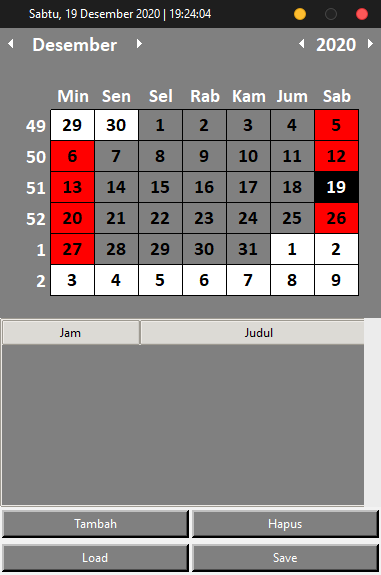 Sabtu, 19 Desember 2020 | 19:24:04
Desember 2020
Min Sen Sel Rab Kam Jum Sab
49 29 30 1 2 3 4 5
50 6 7 8 9 10 11 12
51 13 14 15 16 17 18 19
52 20 21 22 23 24 25 26
1 27 28 29 30 31 1 2
2 3 4 5 6 7 8 9
Jam Judul
Tambah Hapus
Load Save